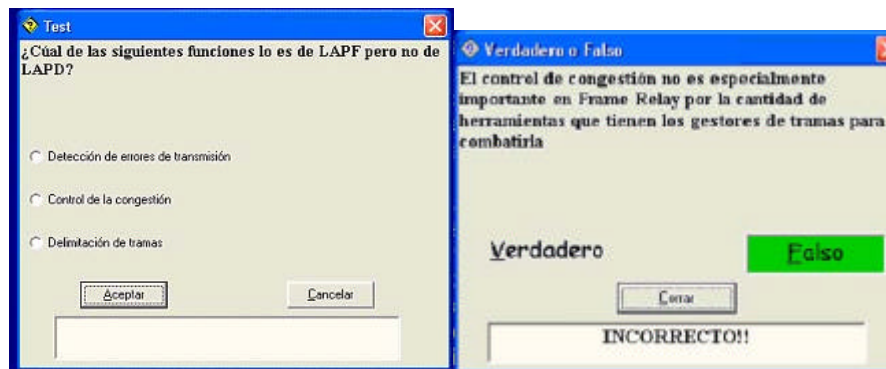 Test
¿Cúal de las siguientes funciones lo es de LAPF pero no de
LAPD?
Detección de errores de transmisión
Control de la congestión
Delimitación de tramas
Aceptar
Cancelar
Verdadero o Falso
El control de congestión no es especialmente
importante en Frame Relay por la cantidad de
herramientas que tienen los gestores de tramas para
combatirla
Verdadero
Falso
Cerrar
INCORRECTO!!